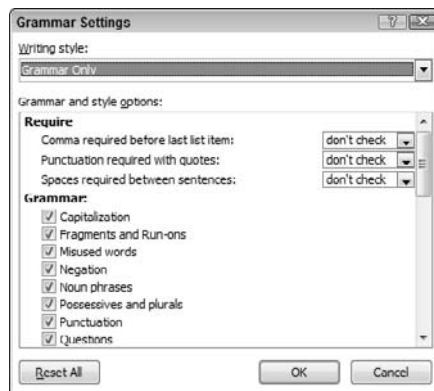 Grammar Settings
Writing style:
Grammar Only
Grammar and style options:
Require
Comma required before last list item: don't check
Punctuation required with quotes: don't check
Spaces required between sentences: don't check
Grammar:
Capitalization
Fragments and Run-ons
Misused words
Negation
Noun phrases
Possessives and plurals
Punctuation
Questions
Reset All OK Cancel